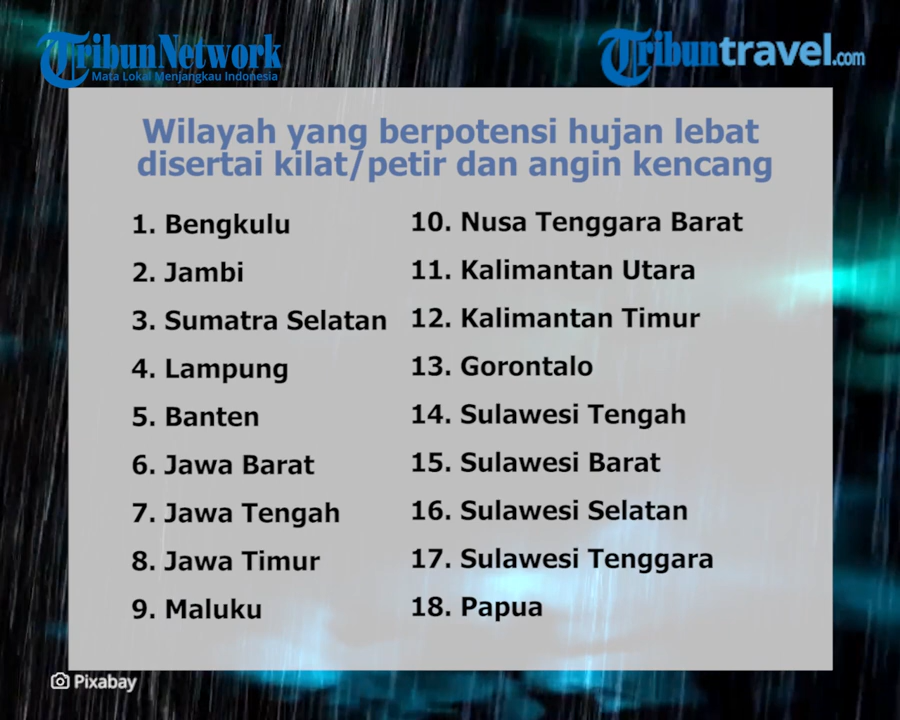 TribunNetwork
Mata Lokal Menjangkau Indonesia
Tribuntravel.com
Wilayah yang berpotensi hujan lebat
disertai kilat/petir dan angin kencang
1. Bengkulu
2. Jambi
3. Sumatra Selatan
4. Lampung
5. Banten
6. Jawa Barat
7. Jawa Tengah
8. Jawa Timur
9. Maluku
10. Nusa Tenggara Barat
11. Kalimantan Utara
12. Kalimantan Timur
13. Gorontalo
14. Sulawesi Tengah
15. Sulawesi Barat
16. Sulawesi Selatan
17. Sulawesi Tenggara
18. Papua
Pixabay